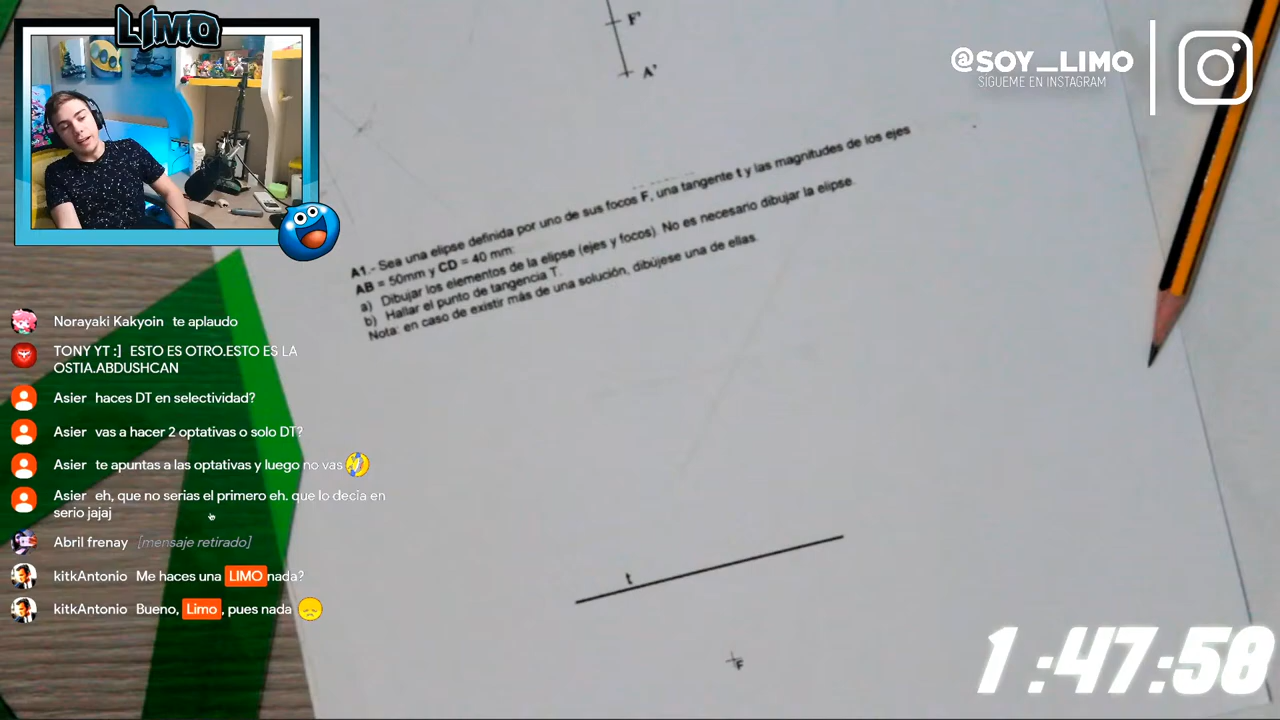 LIMO
@SOY_LIMO
SÍGUEME EN INSTAGRAM
F'
A'
A1.- Sea una elipse definida por uno de sus focos F, una tangente t y las magnitudes de los ejes
AB = 50mm y CD = 40 mm:
a) Dibujar los elementos de la elipse (ejes y focos). No es necesario dibujar la elipse.
b) Hallar el punto de tangencia T.
Nota: en caso de existir más de una solución, dibújese una de ellas.
Norayaki Kakyoin te aplaudo
TONY YT :] ESTO ES OTRO.ESTO ES LA
OSTIA.ABDUSHCAN
Asier haces DT en selectividad?
Asier vas a hacer 2 optativas o solo DT?
Asier te apuntas a las optativas y luego no vas
Asier eh, que no serias el primero eh. que lo decia en
serio jajaj
Abril frenay [mensaje retirado]
kitkAntonio Me haces una LIMO nada?
kitkAntonio Bueno, Limo, pues nada
t
F
1:47:58